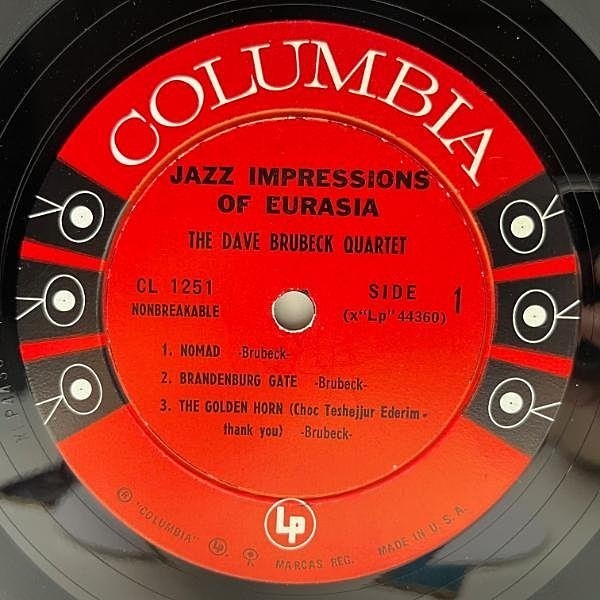 COLUMBIA
JAZZ IMPRESSIONS
OF EURASIA
THE DAVE BRUBECK QUARTET
CL 1251
NONBREAKABLE
SIDE 1
(x"Lp" 44360)
1. NOMAD -Brubeck-
2. BRANDENBURG GATE -Brubeck-
3. THE GOLDEN HORN (Choc Teshejjur Ederim-
thank you) -Brubeck-
Lp
® "COLUMBIA" Lp. MARCAS REG. MADE IN U. S. A.